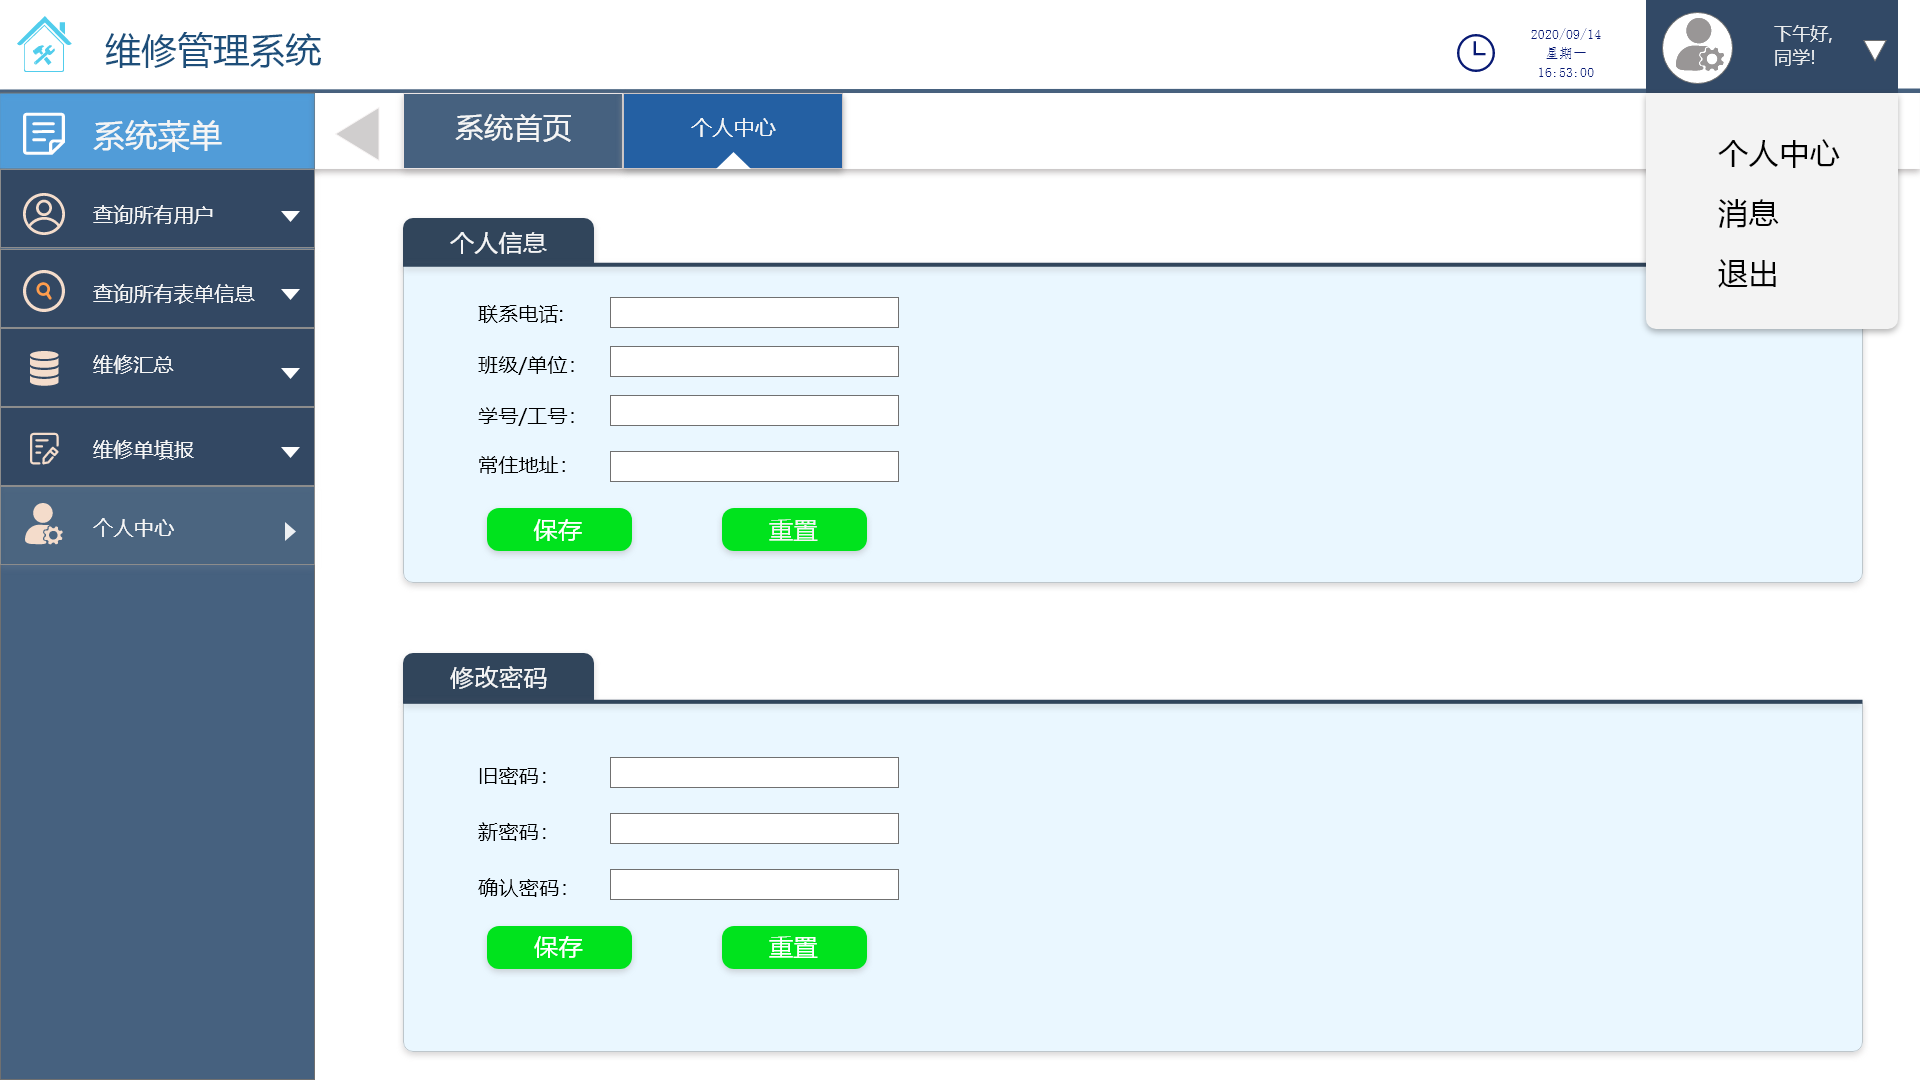 维修管理系统
2020/09/14
星期一
16:53:00
下午好,
同学!
系统菜单
系统首页
个人中心
个人中心
消息
退出
查询所有用户
查询所有表单信息
维修汇总
维修单填报
个人中心
个人信息
联系电话:
班级/单位:
学号/工号:
常住地址:
保存
重置
修改密码
旧密码:
新密码:
确认密码:
保存
重置